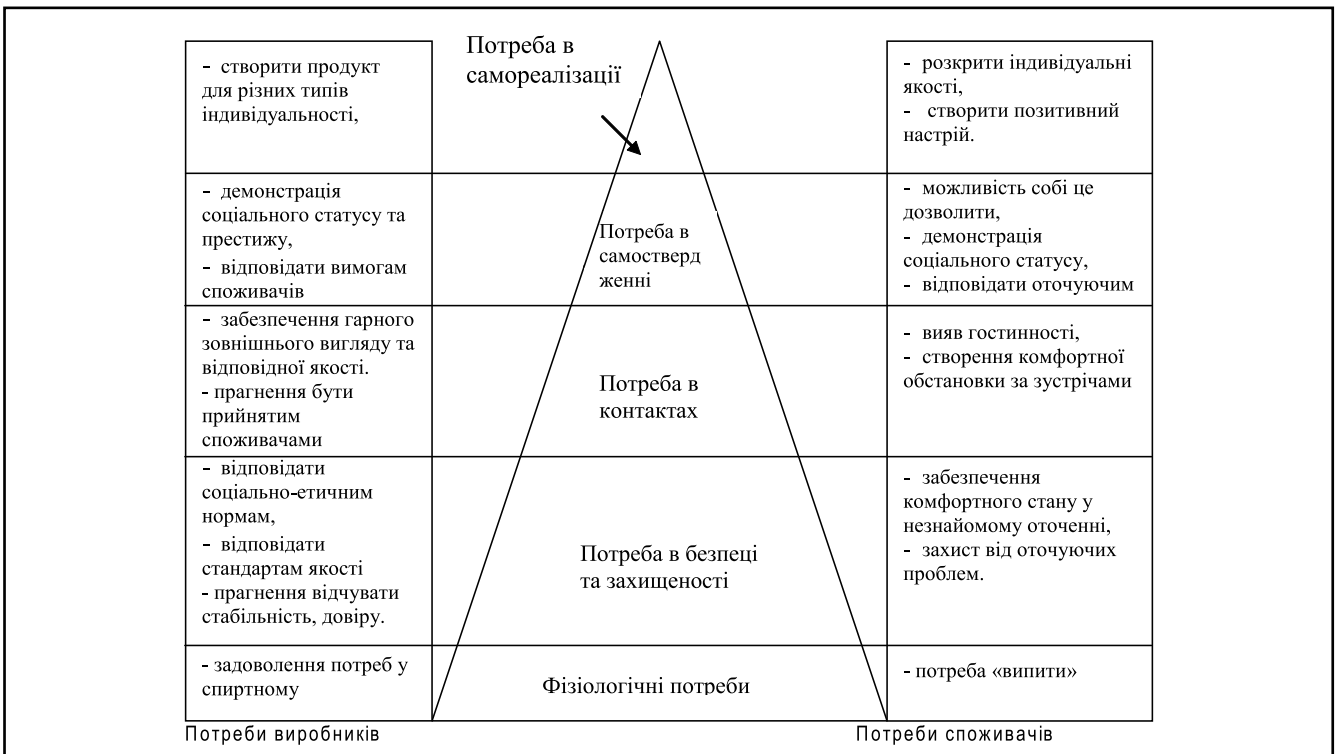 - створити продукт
для різних типів
індивідуальності,
Потреба в
самореалізації
- розкрити індивідуальні
якості,
- створити позитивний
настрій.
- демонстрація
соціального статусу та
престижу,
- відповідати вимогам
споживачів
Потреба в
самостверд
женні
- можливість собі це
дозволити,
- демонстрація
соціального статусу,
- відповідати оточуючим
- забезпечення гарного
зовнішнього вигляду та
відповідної якості.
- прагнення бути
прийнятим
споживачами
Потреба в
контактах
- вияв гостинності,
- створення комфортної
обстановки за зустрічами
- відповідати
соціально-етичним
нормам,
- відповідати
стандартам якості
- прагнення відчувати
стабільність, довіру.
Потреба в безпеці
та захищеності
- забезпечення
комфортного стану у
незнайомому оточенні,
- захист від оточуючих
проблем.
- задоволення потреб у
спиртному
Фізіологічні потреби
- потреба «випити»
Потреби виробників
Потреби споживачів